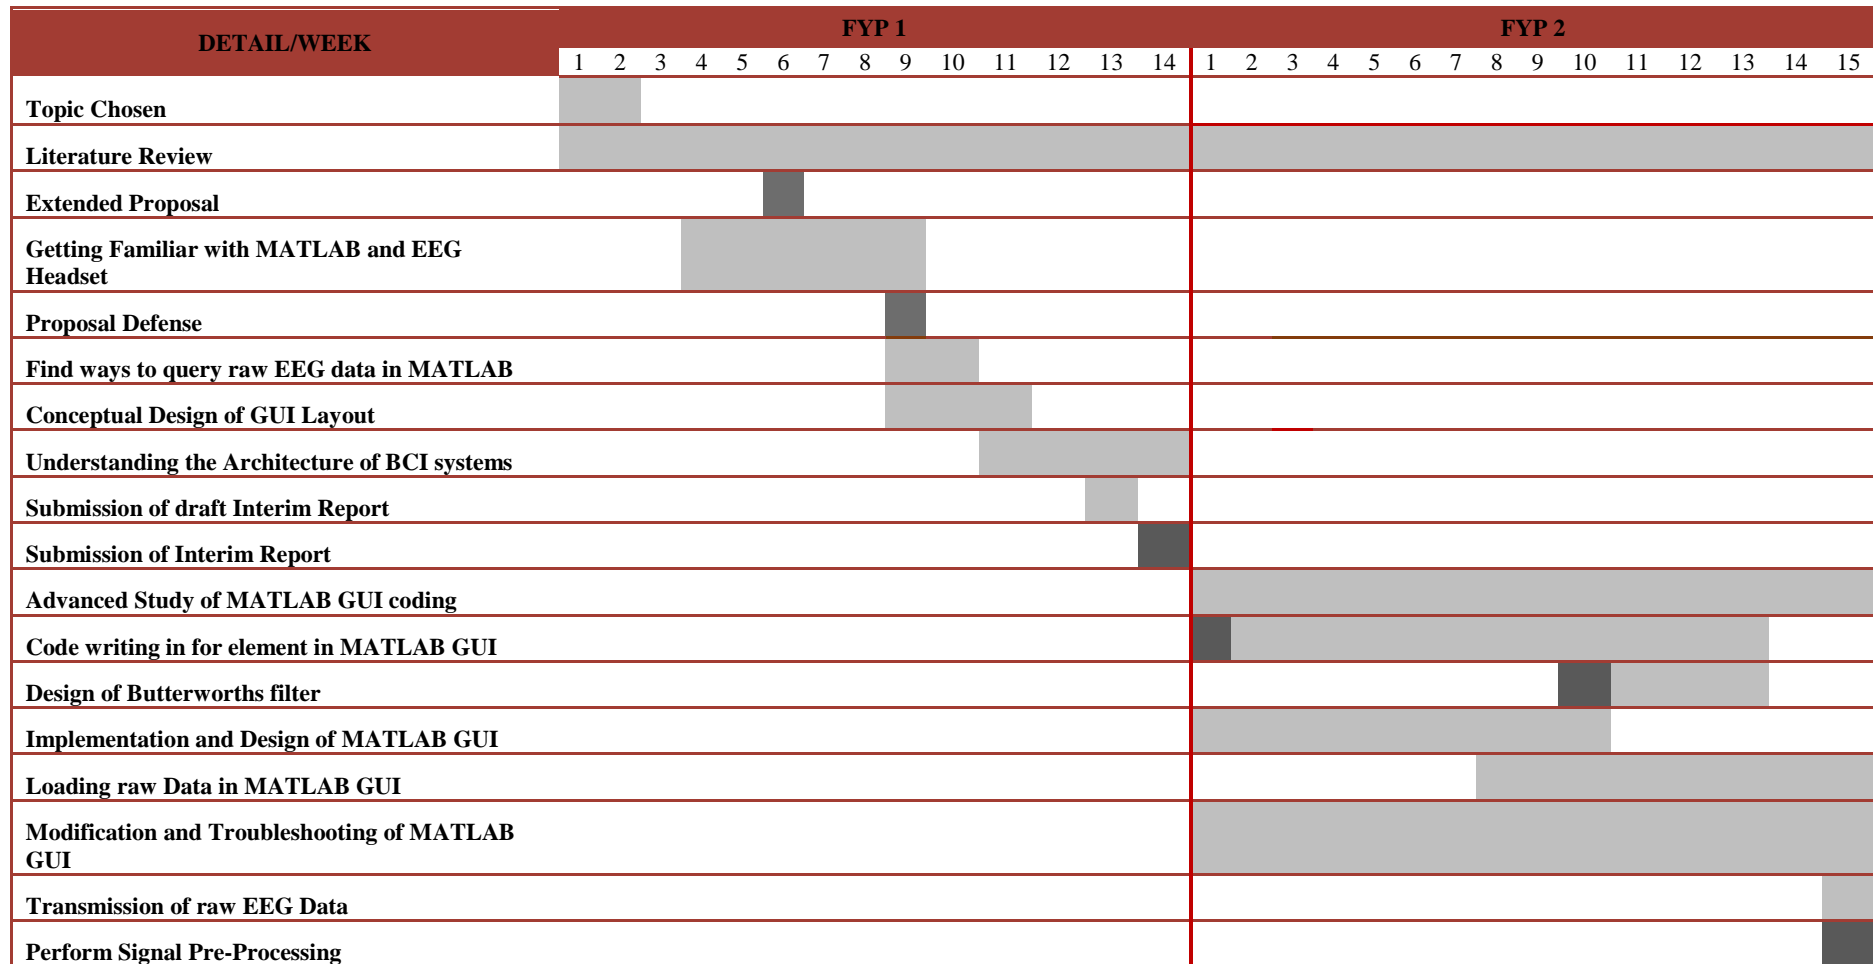 DETAIL/WEEK
FYP 1
FYP 2
1 2 3 4 5 6 7 8 9 10 11 12 13 14 1 2 3 4 5 6 7 8 9 10 11 12 13 14 15
Topic Chosen
Literature Review
Extended Proposal
Getting Familiar with MATLAB and EEG
Headset
Proposal Defense
Find ways to query raw EEG data in MATLAB
Conceptual Design of GUI Layout
Understanding the Architecture of BCI systems
Submission of draft Interim Report
Submission of Interim Report
Advanced Study of MATLAB GUI coding
Code writing in for element in MATLAB GUI
Design of Butterworths filter
Implementation and Design of MATLAB GUI
Loading raw Data in MATLAB GUI
Modification and Troubleshooting of MATLAB
GUI
Transmission of raw EEG Data
Perform Signal Pre-Processing